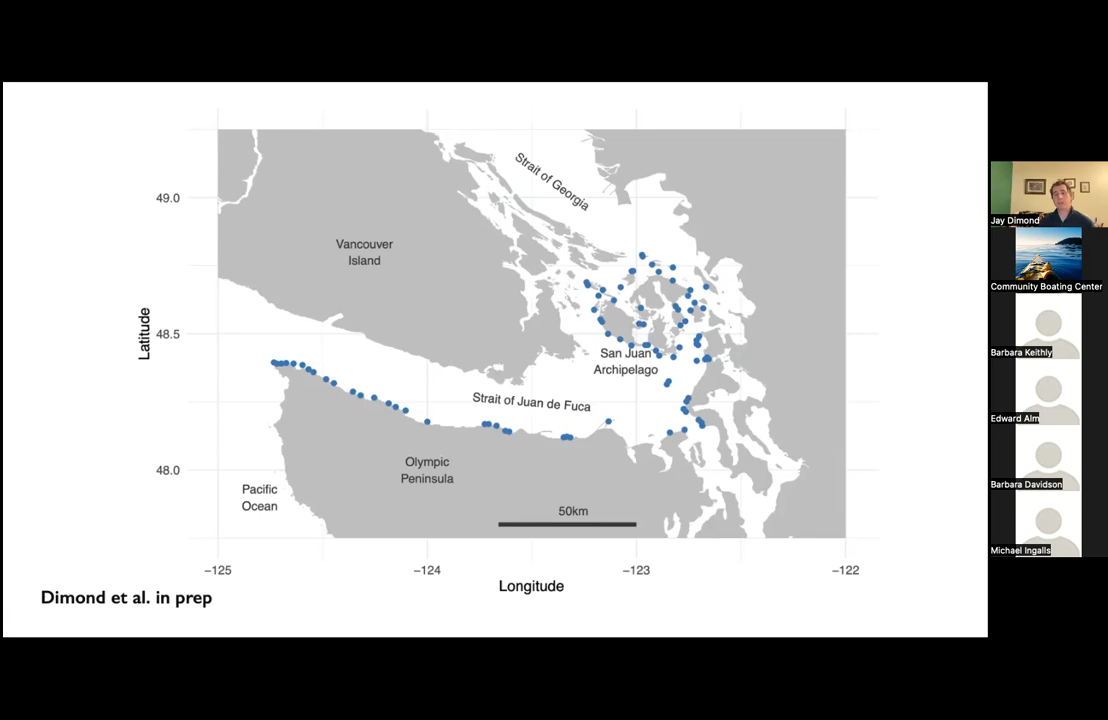 Strait of Georgia
49.0
Vancouver
Island
Latitude
48.5
San Juan
Archipelago
Strait of Juan de Fuca
48.0
Olympic
Peninsula
Pacific
Ocean
50km
−125
−124
−123
−122
Longitude
Dimond et al. in prep
Jay Dimond
Community Boating Center
Barbara Keithly
Edward Alm
Barbara Davidson
Michael Ingalls